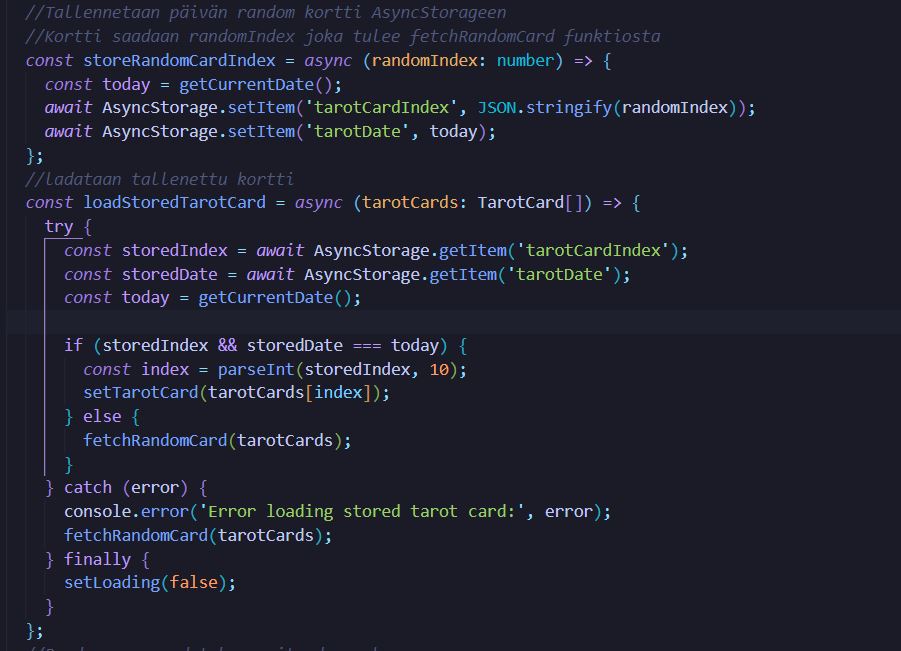 //Tallennetaan päivän random kortti AsyncStorageen
//Kortti saadaan randomIndex joka tulee fetchRandomCard funktiosta
const storeRandomCardIndex = async (randomIndex: number) => {
  const today = getCurrentDate();
  await AsyncStorage.setItem('tarotCardIndex', JSON.stringify(randomIndex));
  await AsyncStorage.setItem('tarotDate', today);
};
//ladataan tallenettu kortti
const loadStoredTarotCard = async (tarotCards: TarotCard[]) => {
  try {
    const storedIndex = await AsyncStorage.getItem('tarotCardIndex');
    const storedDate = await AsyncStorage.getItem('tarotDate');
    const today = getCurrentDate();
    if (storedIndex && storedDate === today) {
      const index = parseInt(storedIndex, 10);
      setTarotCard(tarotCards[index]);
    } else {
      fetchRandomCard(tarotCards);
    }
  } catch (error) {
    console.error('Error loading stored tarot card:', error);
    fetchRandomCard(tarotCards);
  } finally {
    setLoading(false);
  }
};